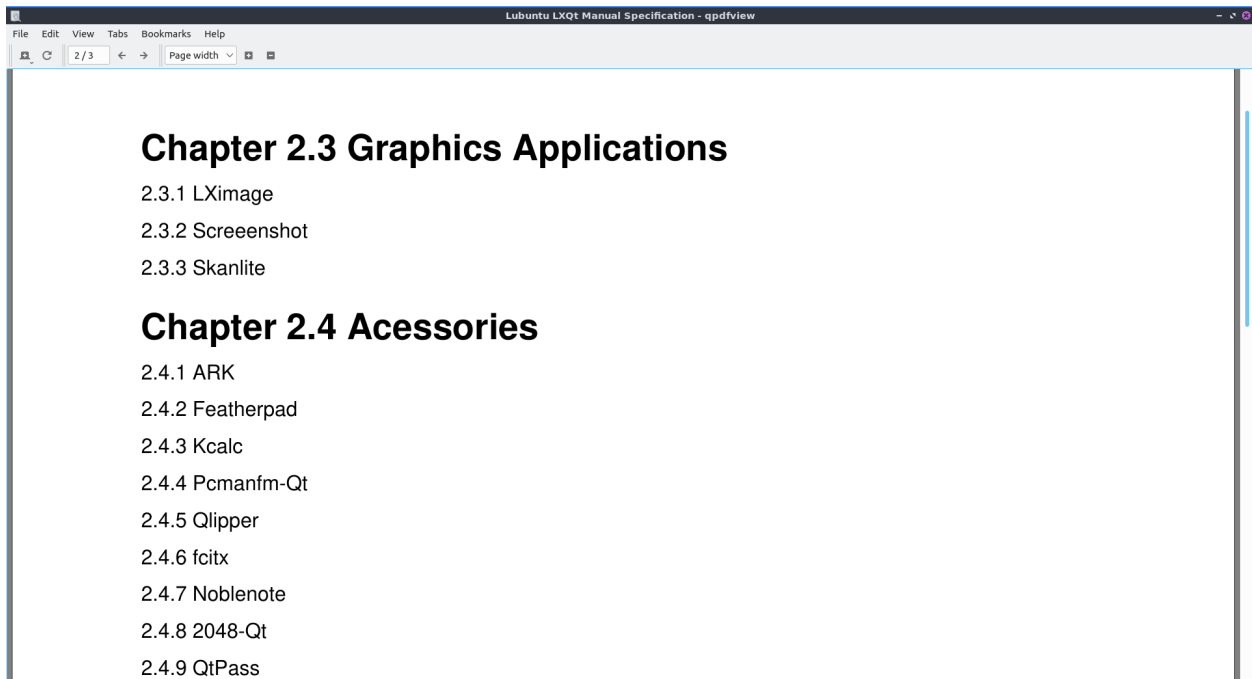 Lubuntu LXQt Manual Specification - qpdfview
File Edit View Tabs Bookmarks Help
2 / 3 Page width
Chapter 2.3 Graphics Applications
2.3.1 LXimage
2.3.2 Screeenshot
2.3.3 Skanlite
Chapter 2.4 Acessories
2.4.1 ARK
2.4.2 Featherpad
2.4.3 Kcalc
2.4.4 Pcmanfm-Qt
2.4.5 Qlipper
2.4.6 fcitx
2.4.7 Noblenote
2.4.8 2048-Qt
2.4.9 QtPass